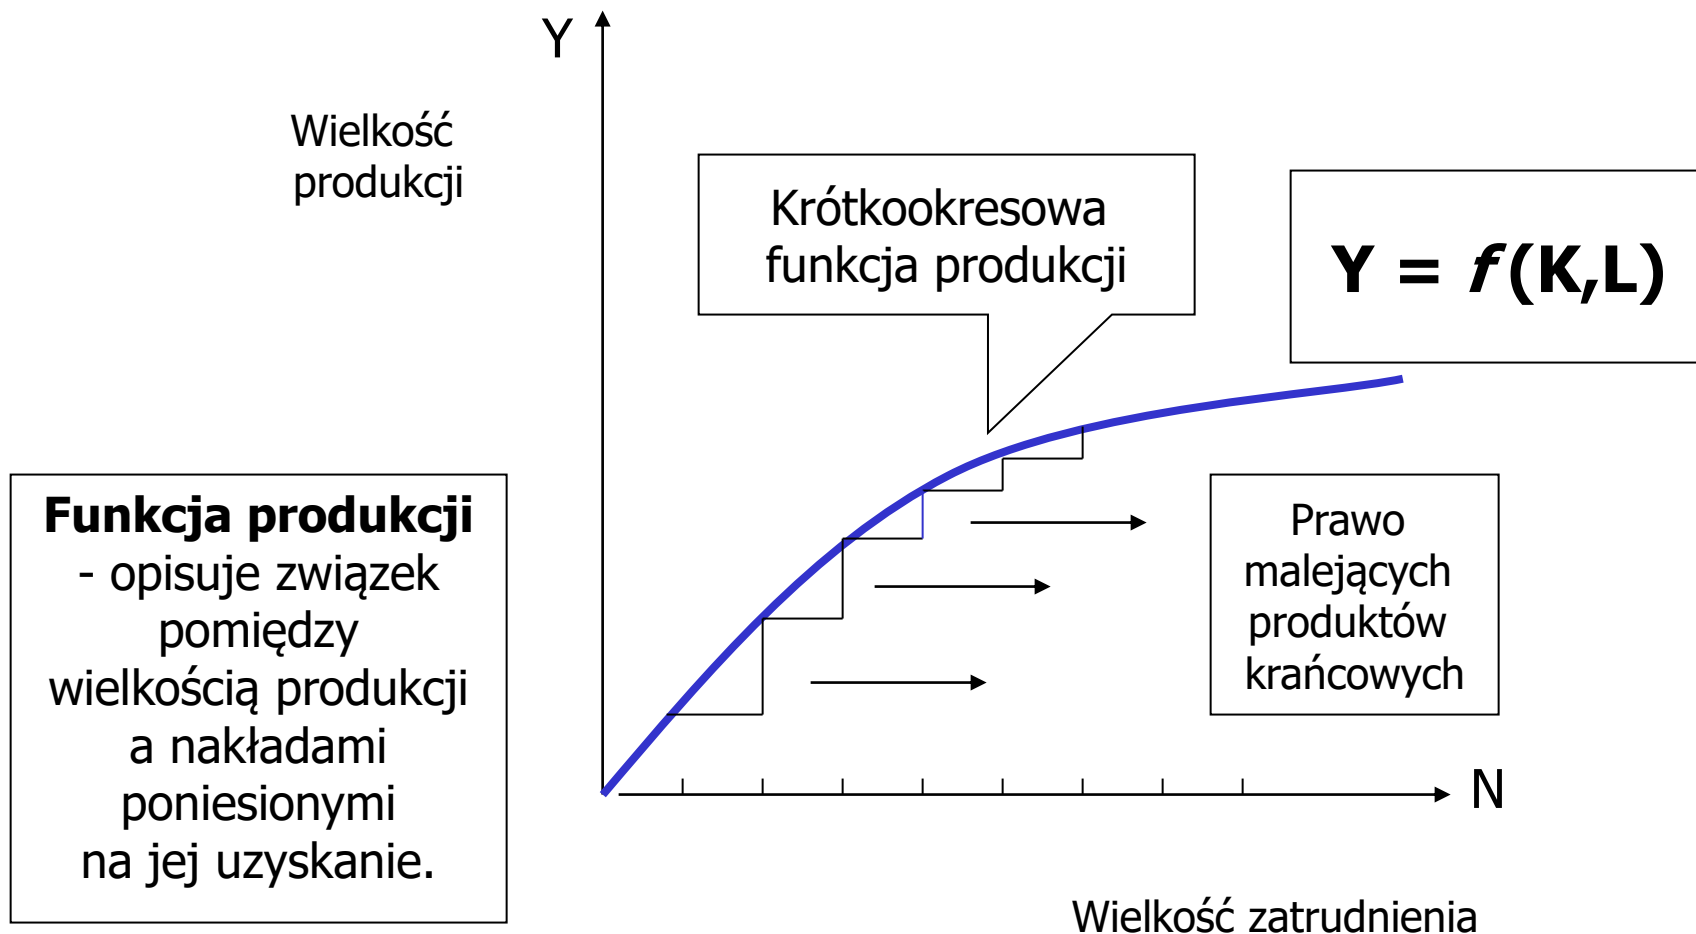 Y
Wielkość
produkcji
Krótkookresowa
funkcja produkcji
Y = f(K,L)
Funkcja produkcji
- opisuje związek
pomiędzy
wielkością produkcji
a nakładami
poniesionymi
na jej uzyskanie.
Prawo
malejących
produktów
krańcowych
N
Wielkość zatrudnienia